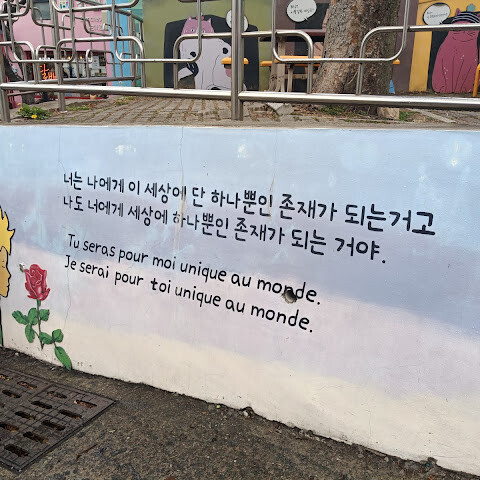 너는 나에게 이 세상에 단 하나뿐인 존재가 되는거고
나도 너에게 세상에 하나뿐인 존재가 되는 거야.
Tu seras pour moi unique au monde.
Je serai pour toi unique au monde.